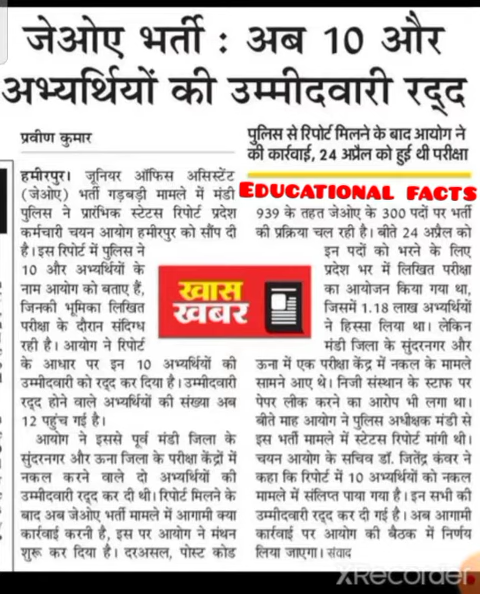 जेओए भर्ती : अब 10 और
अभ्यर्थियों की उम्मीदवारी रद्द
प्रवीण कुमार
हमीरपुर। जूनियर ऑफिस असिस्टेंट
(जेओए) भर्ती गड़बड़ी मामले में मंडी
पुलिस ने प्रारंभिक स्टेटस रिपोर्ट प्रदेश
कर्मचारी चयन आयोग हमीरपुर को सौंप दी
है। इस रिपोर्ट में पुलिस ने
10 और अभ्यर्थियों के
नाम आयोग को बताए हैं,
जिनकी भूमिका लिखित
परीक्षा के दौरान संदिग्ध
रही है। आयोग ने रिपोर्ट
के आधार पर इन 10 अभ्यर्थियों की
उम्मीदवारी को रद्द कर दिया है। उम्मीदवारी
रद्द होने वाले अभ्यर्थियों की संख्या अब
12 पहुंच गई है।
आयोग ने इससे पूर्व मंडी जिला के
सुंदरनगर और ऊना जिला के परीक्षा केंद्रों में
नकल करने वाले दो अभ्यर्थियों की
उम्मीदवारी रद्द कर दी थी। रिपोर्ट मिलने के
बाद अब जेओए भर्ती मामले में आगामी क्या
कार्रवाई करनी है, इस पर आयोग ने मंथन
शुरू कर दिया है। दरअसल, पोस्ट कोड
पुलिस से रिपोर्ट मिलने के बाद आयोग ने
की कार्रवाई, 24 अप्रैल को हुई थी परीक्षा
EDUCATIONAL FACTS
939 के तहत जेओए के 300 पदों पर भर्ती
की प्रक्रिया चल रही है। बीते 24 अप्रैल को
इन पदों को भरने के लिए
प्रदेश भर में लिखित परीक्षा
का आयोजन किया गया था,
जिसमें 1.18 लाख अभ्यर्थियों
ने हिस्सा लिया था। लेकिन
मंडी जिला के सुंदरनगर और
ऊना में एक परीक्षा केंद्र में नकल के मामले
सामने आए थे। निजी संस्थान के स्टाफ पर
पेपर लीक करने का आरोप भी लगा था।
बीते माह आयोग ने पुलिस अधीक्षक मंडी से
इस भर्ती मामले में स्टेटस रिपोर्ट मांगी थी।
चयन आयोग के सचिव डॉ. जितेंद्र कंवर ने
कहा कि रिपोर्ट में 10 अभ्यर्थियों को नकल
मामले में संलिप्त पाया गया है। इन सभी की
उम्मीदवारी रद्द कर दी गई है। अब आगामी
कार्रवाई पर आयोग की बैठक में निर्णय
लिया जाएगा। संवाद
खास
खबर
XRecorder